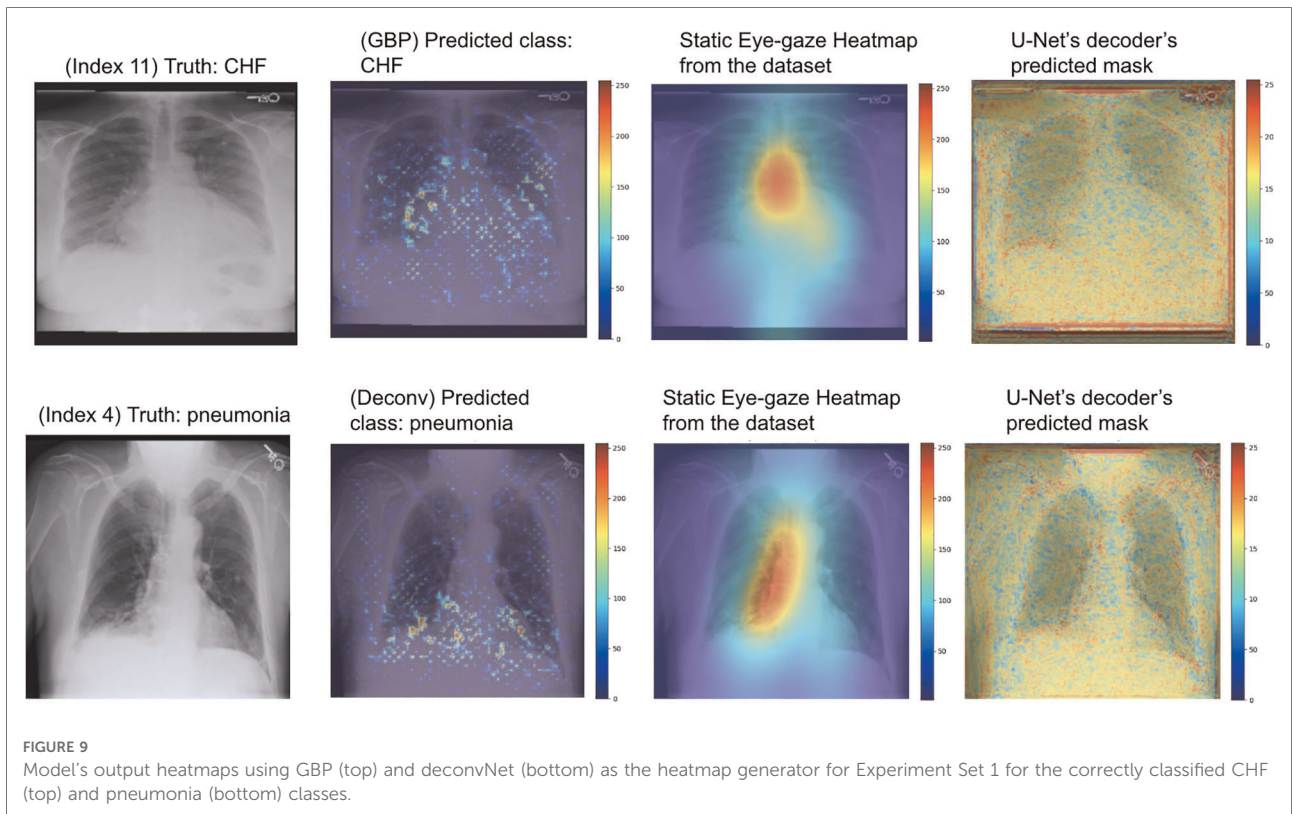 (Index 11) Truth: CHF
(GBP) Predicted class:
CHF
Static Eye-gaze Heatmap
from the dataset
U-Net's decoder's
predicted mask
250
200
150
100
50
0
250
200
150
100
50
25
20
15
10
50
0
(Index 4) Truth: pneumonia
(Deconv) Predicted
class: pneumonia
Static Eye-gaze Heatmap
from the dataset
U-Net's decoder's
predicted mask
250
200
150
100
50
0
250
200
150
100
50
0
25
20
15
10
50
0
FIGURE 9
Model's output heatmaps using GBP (top) and deconvNet (bottom) as the heatmap generator for Experiment Set 1 for the correctly classified CHF
(top) and pneumonia (bottom) classes.